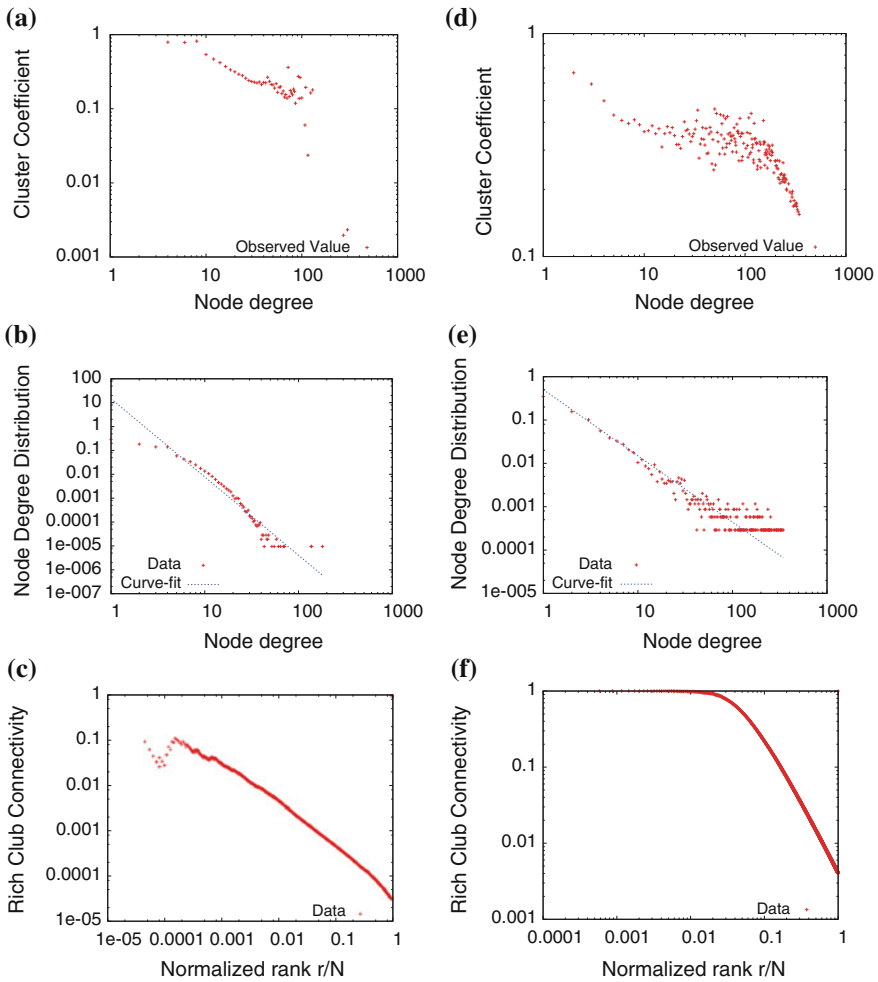 (a)
Cluster Coefficient
1
0.1
0.01
0.001
Observed Value
1 10 100 1000
Node degree
(d)
Cluster Coefficient
1
0.1
Observed Value
1 10 100 1000
Node degree
(b)
Node Degree Distribution
100
10
1
0.1
0.01
0.001
0.0001
1e-005
1e-006
1e-007
Data
Curve-fit
1 10 100 1000
Node degree
(e)
Node Degree Distribution
1
0.1
0.01
0.001
0.0001
1e-005
Data
Curve-fit
1 10 100 1000
Node degree
(c)
Rich Club Connectivity
1
0.1
0.01
0.001
0.0001
1e-05
Data
1e-05 0.0001 0.001 0.01 0.1 1
Normalized rank r/N
(f)
Rich Club Connectivity
1
0.1
0.01
0.001
Data
0.0001 0.001 0.01 0.1 1
Normalized rank r/N